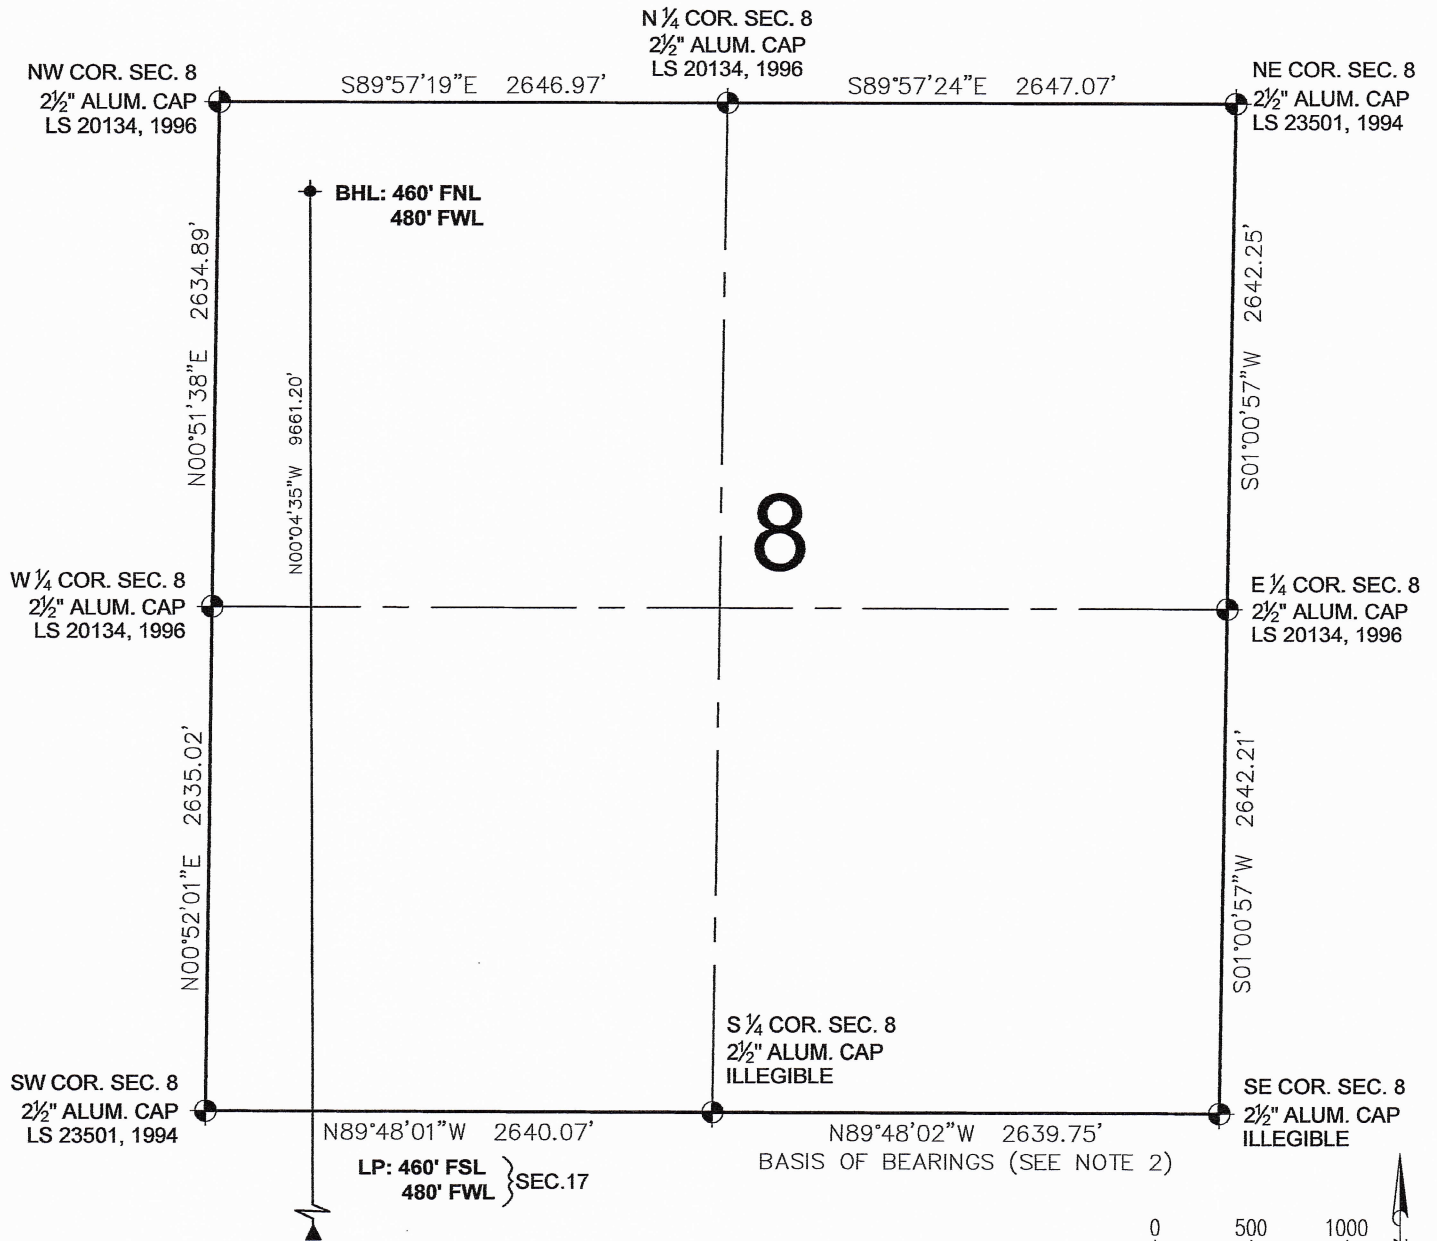 N ¼ COR. SEC. 8
2½" ALUM. CAP
LS 20134, 1996
NW COR. SEC. 8
2½" ALUM. CAP
LS 20134, 1996
S89°57'19"E 2646.97'
S89°57'24"E 2647.07'
NE COR. SEC. 8
2½" ALUM. CAP
LS 23501, 1994
BHL: 460' FNL
480' FWL
N00°51'38"E 2634.89'
N00°04'35"W 9661.20'
S01°00'57"W 2642.25'
8
W ¼ COR. SEC. 8
2½" ALUM. CAP
LS 20134, 1996
E ¼ COR. SEC. 8
2½" ALUM. CAP
LS 20134, 1996
N00°52'01"E 2635.02'
S01°00'57"W 2642.21'
S ¼ COR. SEC. 8
2½" ALUM. CAP
ILLEGIBLE
SW COR. SEC. 8
2½" ALUM. CAP
LS 23501, 1994
SE COR. SEC. 8
2½" ALUM. CAP
ILLEGIBLE
N89°48'01"W 2640.07'
N89°48'02"W 2639.75'
BASIS OF BEARINGS (SEE NOTE 2)
LP: 460' FSL
480' FWL
SEC.17
0 500 1000